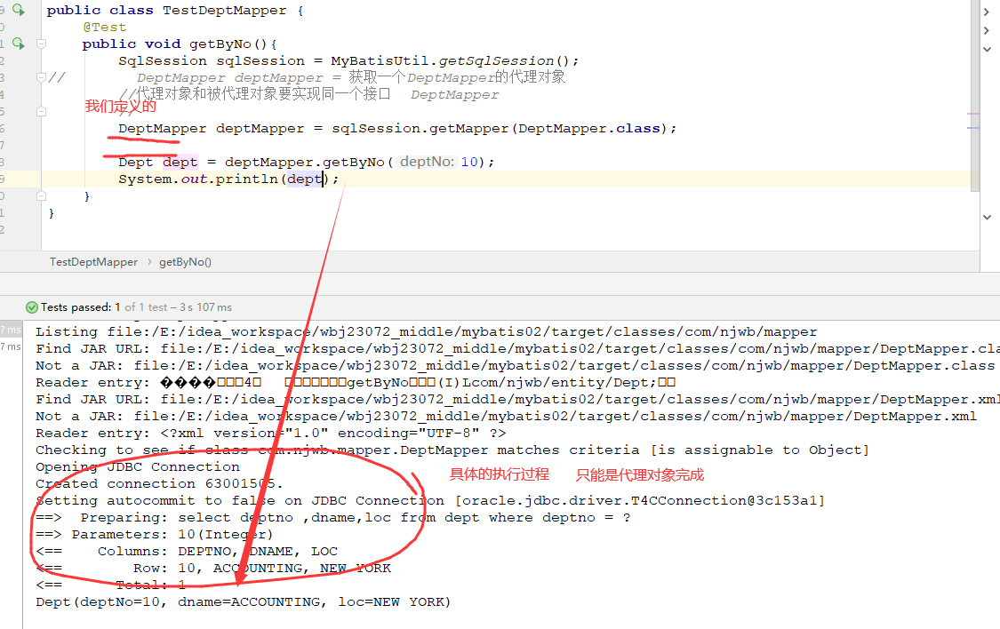 public class TestDeptMapper {
@Test
public void getByNo(){
SqlSession sqlSession = MyBatisUtil.getSqlSession();
// DeptMapper deptMapper = 获取一个DeptMapper的代理对象
//代理对象和被代理对象要实现同一个接口 DeptMapper
我们定义的
//
DeptMapper deptMapper = sqlSession.getMapper(DeptMapper.class);
Dept dept = deptMapper.getByNo( deptNo: 10);
System.out.println(dept);
}
}
TestDeptMapper › getByNo()
Tests passed: 1 of 1 test – 3 s 107 ms
7 ms
7 ms
Listing file:/E:/idea_workspace/wbj23072_middle/mybatis02/target/classes/com/njwb/mapper
Find JAR URL: file:/E:/idea_workspace/wbj23072_middle/mybatis02/target/classes/com/njwb/mapper/DeptMapper.cla
Not a JAR: file:/E:/idea_workspace/wbj23072_middle/mybatis02/target/classes/com/njwb/mapper/DeptMapper.class
Reader entry: ����□□□4□ □□□□□□□getByNo□□□(I)Lcom/njwb/entity/Dept;□□
Find JAR URL: file:/E:/idea_workspace/wbj23072_middle/mybatis02/target/classes/com/njwb/mapper/DeptMapper.xml
Not a JAR: file:/E:/idea_workspace/wbj23072_middle/mybatis02/target/classes/com/njwb/mapper/DeptMapper.xml
Reader entry: <?xml version="1.0" encoding="UTF-8" ?>
Checking to see if class com.njwb.mapper.DeptMapper matches criteria [is assignable to Object]
Opening JDBC Connection
具体的执行过程 只能是代理对象完成
Created connection 63001505.
Setting autocommit to false on JDBC Connection [oracle.jdbc.driver.T4CConnection@3c153a1]
==> Preparing: select deptno ,dname,loc from dept where deptno = ?
==> Parameters: 10(Integer)
<== Columns: DEPTNO, DNAME, LOC
<== Row: 10, ACCOUNTING, NEW YORK
<== Total: 1
Dept(deptNo=10, dname=ACCOUNTING, loc=NEW YORK)